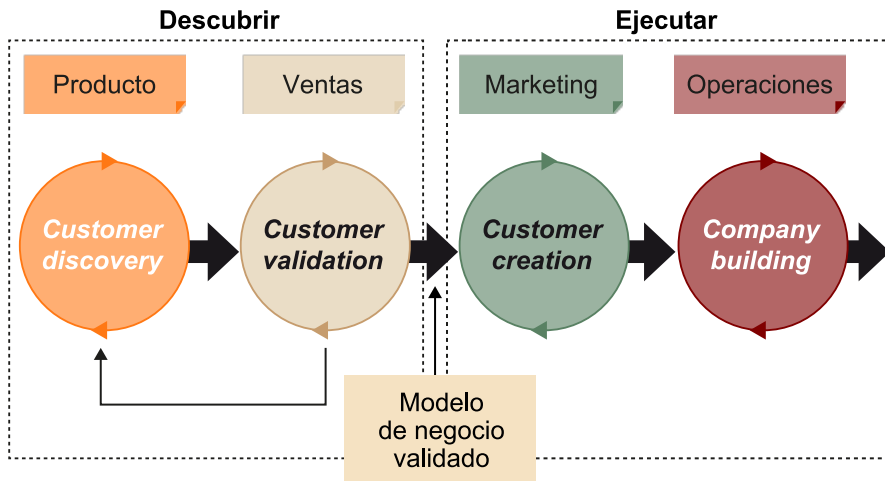 Descubrir
Ejecutar
Producto
Ventas
Marketing
Operaciones
Customer
discovery
Customer
validation
Customer
creation
Company
building
Modelo
de negocio
validado